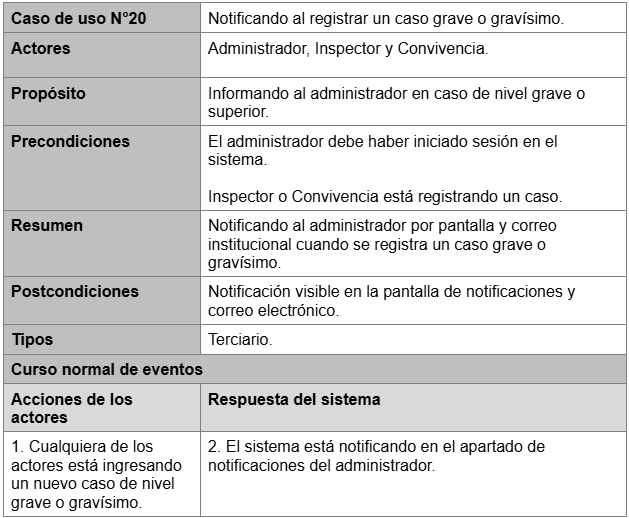 Caso de uso N°20
Notificando al registrar un caso grave o gravísimo.
Actores
Administrador, Inspector y Convivencia.
Propósito
Informando al administrador en caso de nivel grave o
superior.
Precondiciones
El administrador debe haber iniciado sesión en el
sistema.
Inspector o Convivencia está registrando un caso.
Resumen
Notificando al administrador por pantalla y correo
institucional cuando se registra un caso grave o
gravísimo.
Postcondiciones
Notificación visible en la pantalla de notificaciones y
correo electrónico.
Tipos
Terciario.
Curso normal de eventos
Acciones de los
actores
Respuesta del sistema
1. Cualquiera de los
actores está ingresando
un nuevo caso de nivel
grave o gravísimo.
2. El sistema está notificando en el apartado de
notificaciones del administrador.